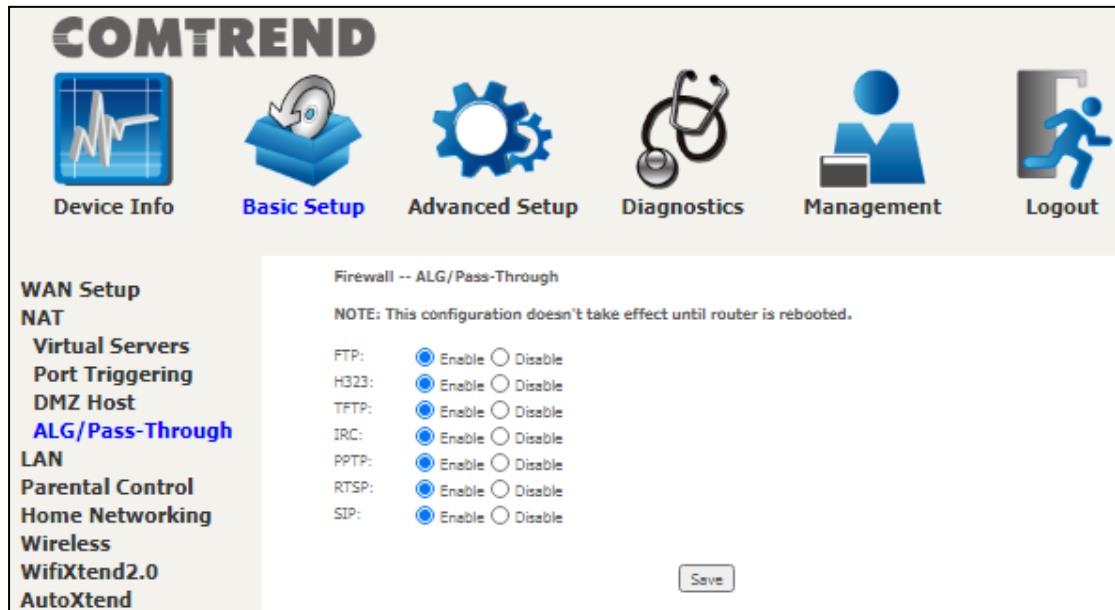 COMTREND
Device Info
Basic Setup
Advanced Setup
Diagnostics
Management
Logout
WAN Setup
NAT
Virtual Servers
Port Triggering
DMZ Host
ALG/Pass-Through
LAN
Parental Control
Home Networking
Wireless
WifiXtend2.0
AutoXtend
Firewall -- ALG/Pass-Through
NOTE: This configuration doesn't take effect until router is rebooted.
FTP: Enable Disable
H323: Enable Disable
TFTP: Enable Disable
IRC: Enable Disable
PPTP: Enable Disable
RTSP: Enable Disable
SIP: Enable Disable
Save